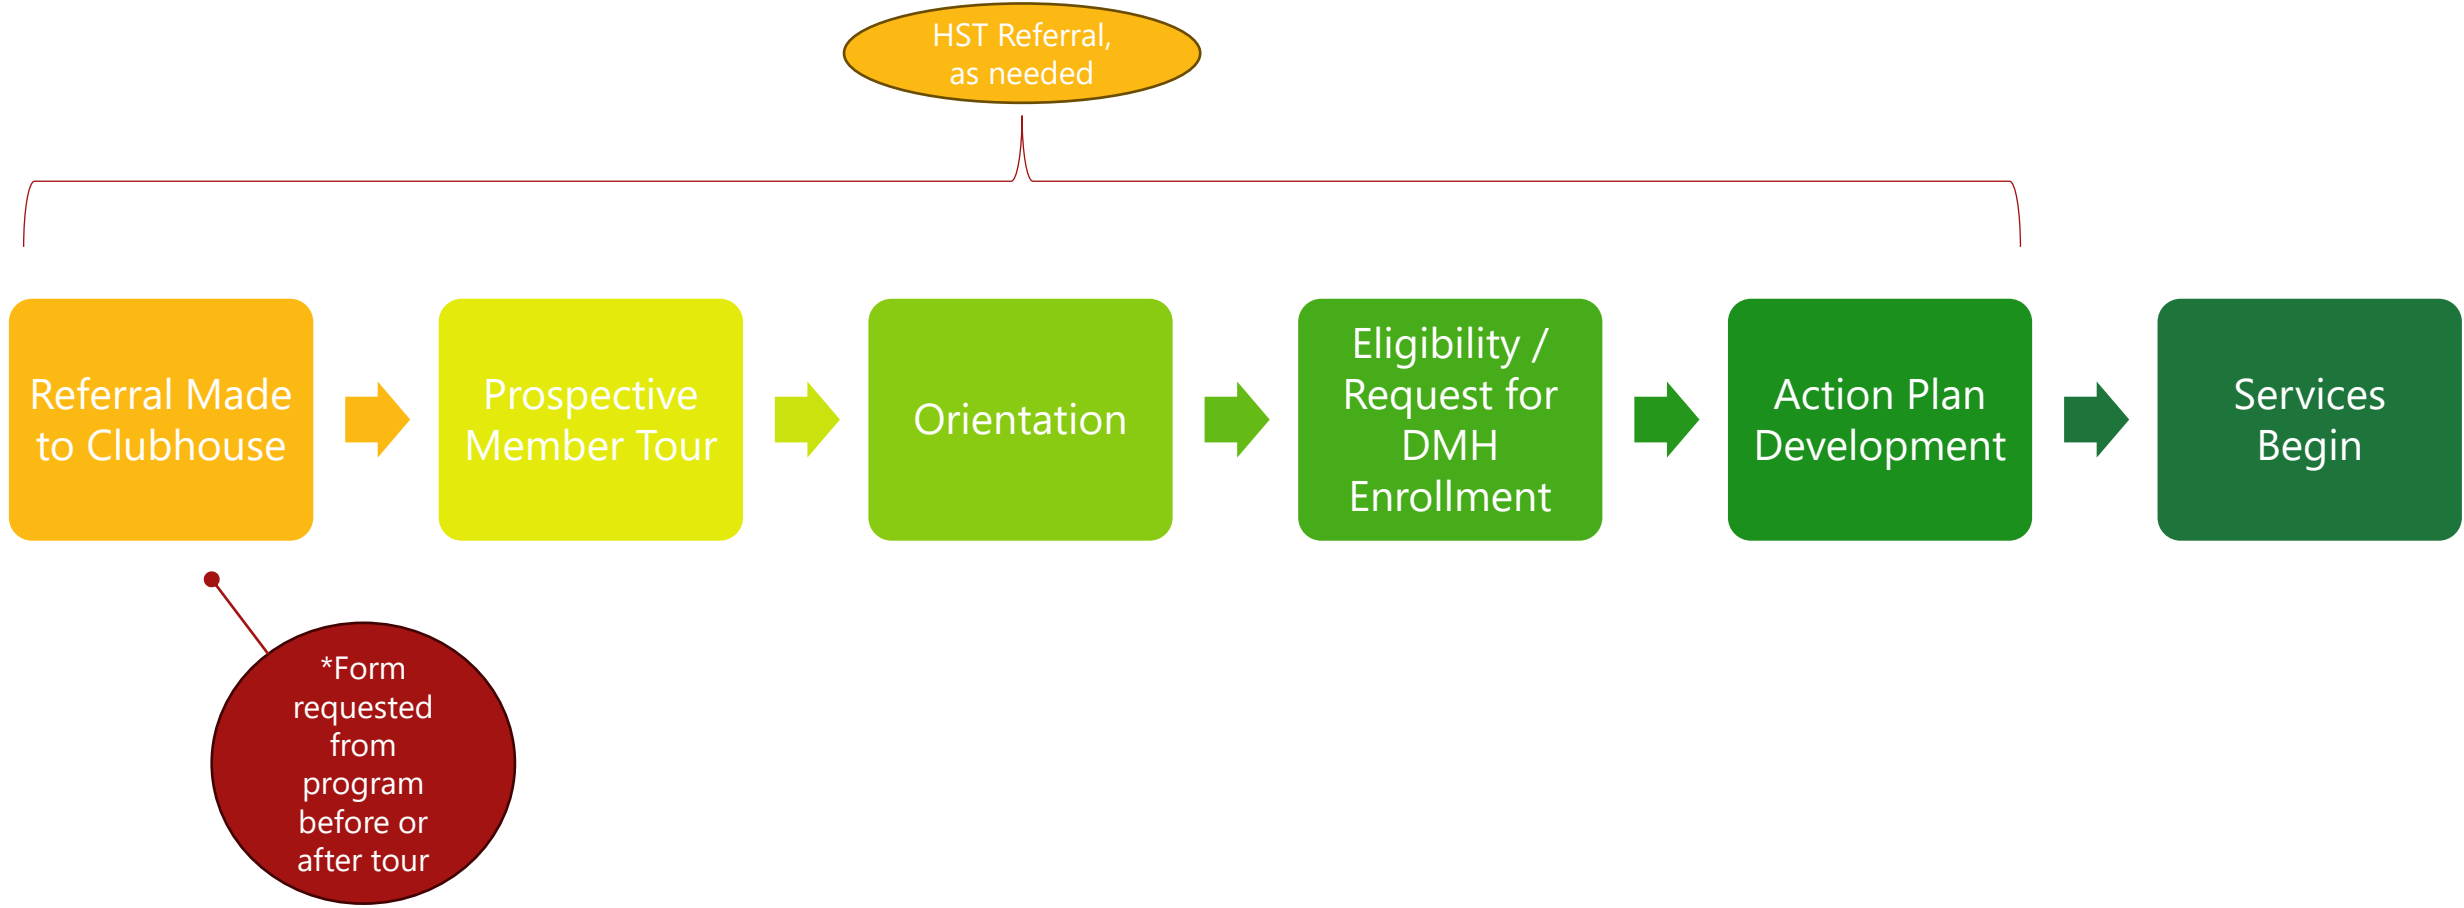 HST Referral,
as needed
Referral Made
to Clubhouse
Prospective
Member Tour
Orientation
Eligibility /
Request for
DMH
Enrollment
Action Plan
Development
Services
Begin
*Form
requested
from
program
before or
after tour